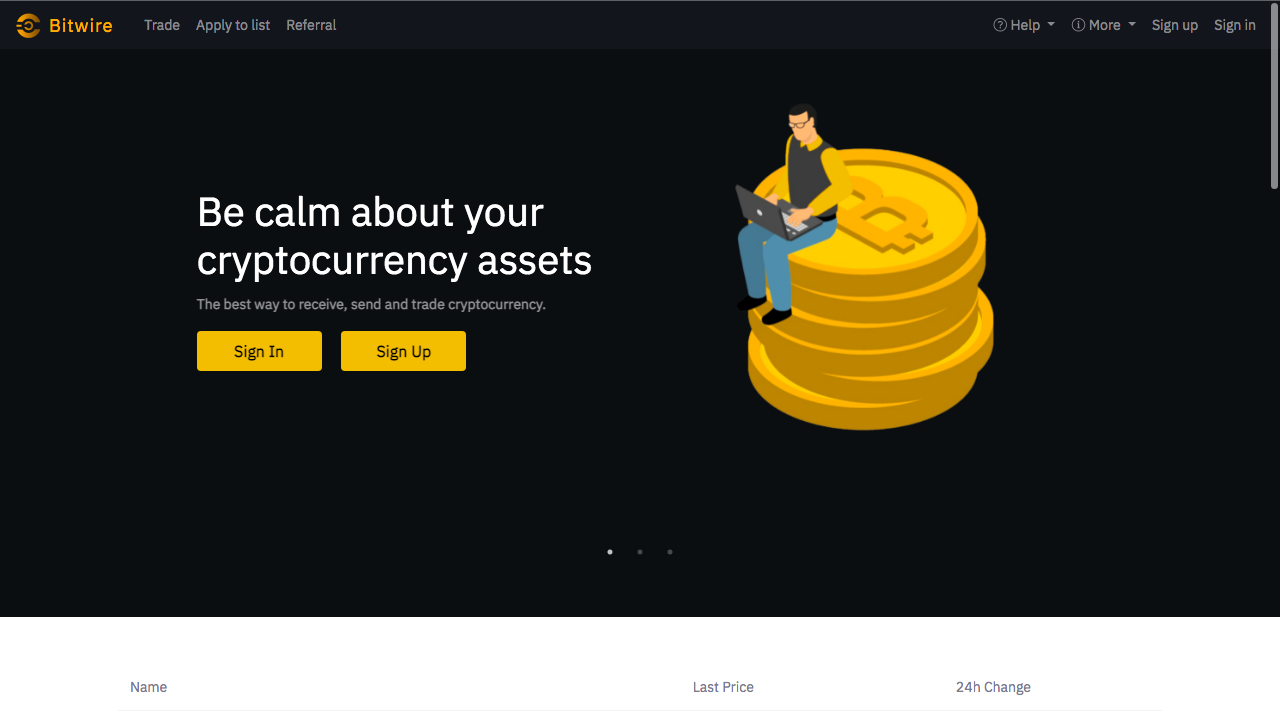 Bitwire Trade Apply to list Referral Help More Sign up Sign in
Be calm about your
cryptocurrency assets
The best way to receive, send and trade cryptocurrency.
Sign In Sign Up
Name Last Price 24h Change